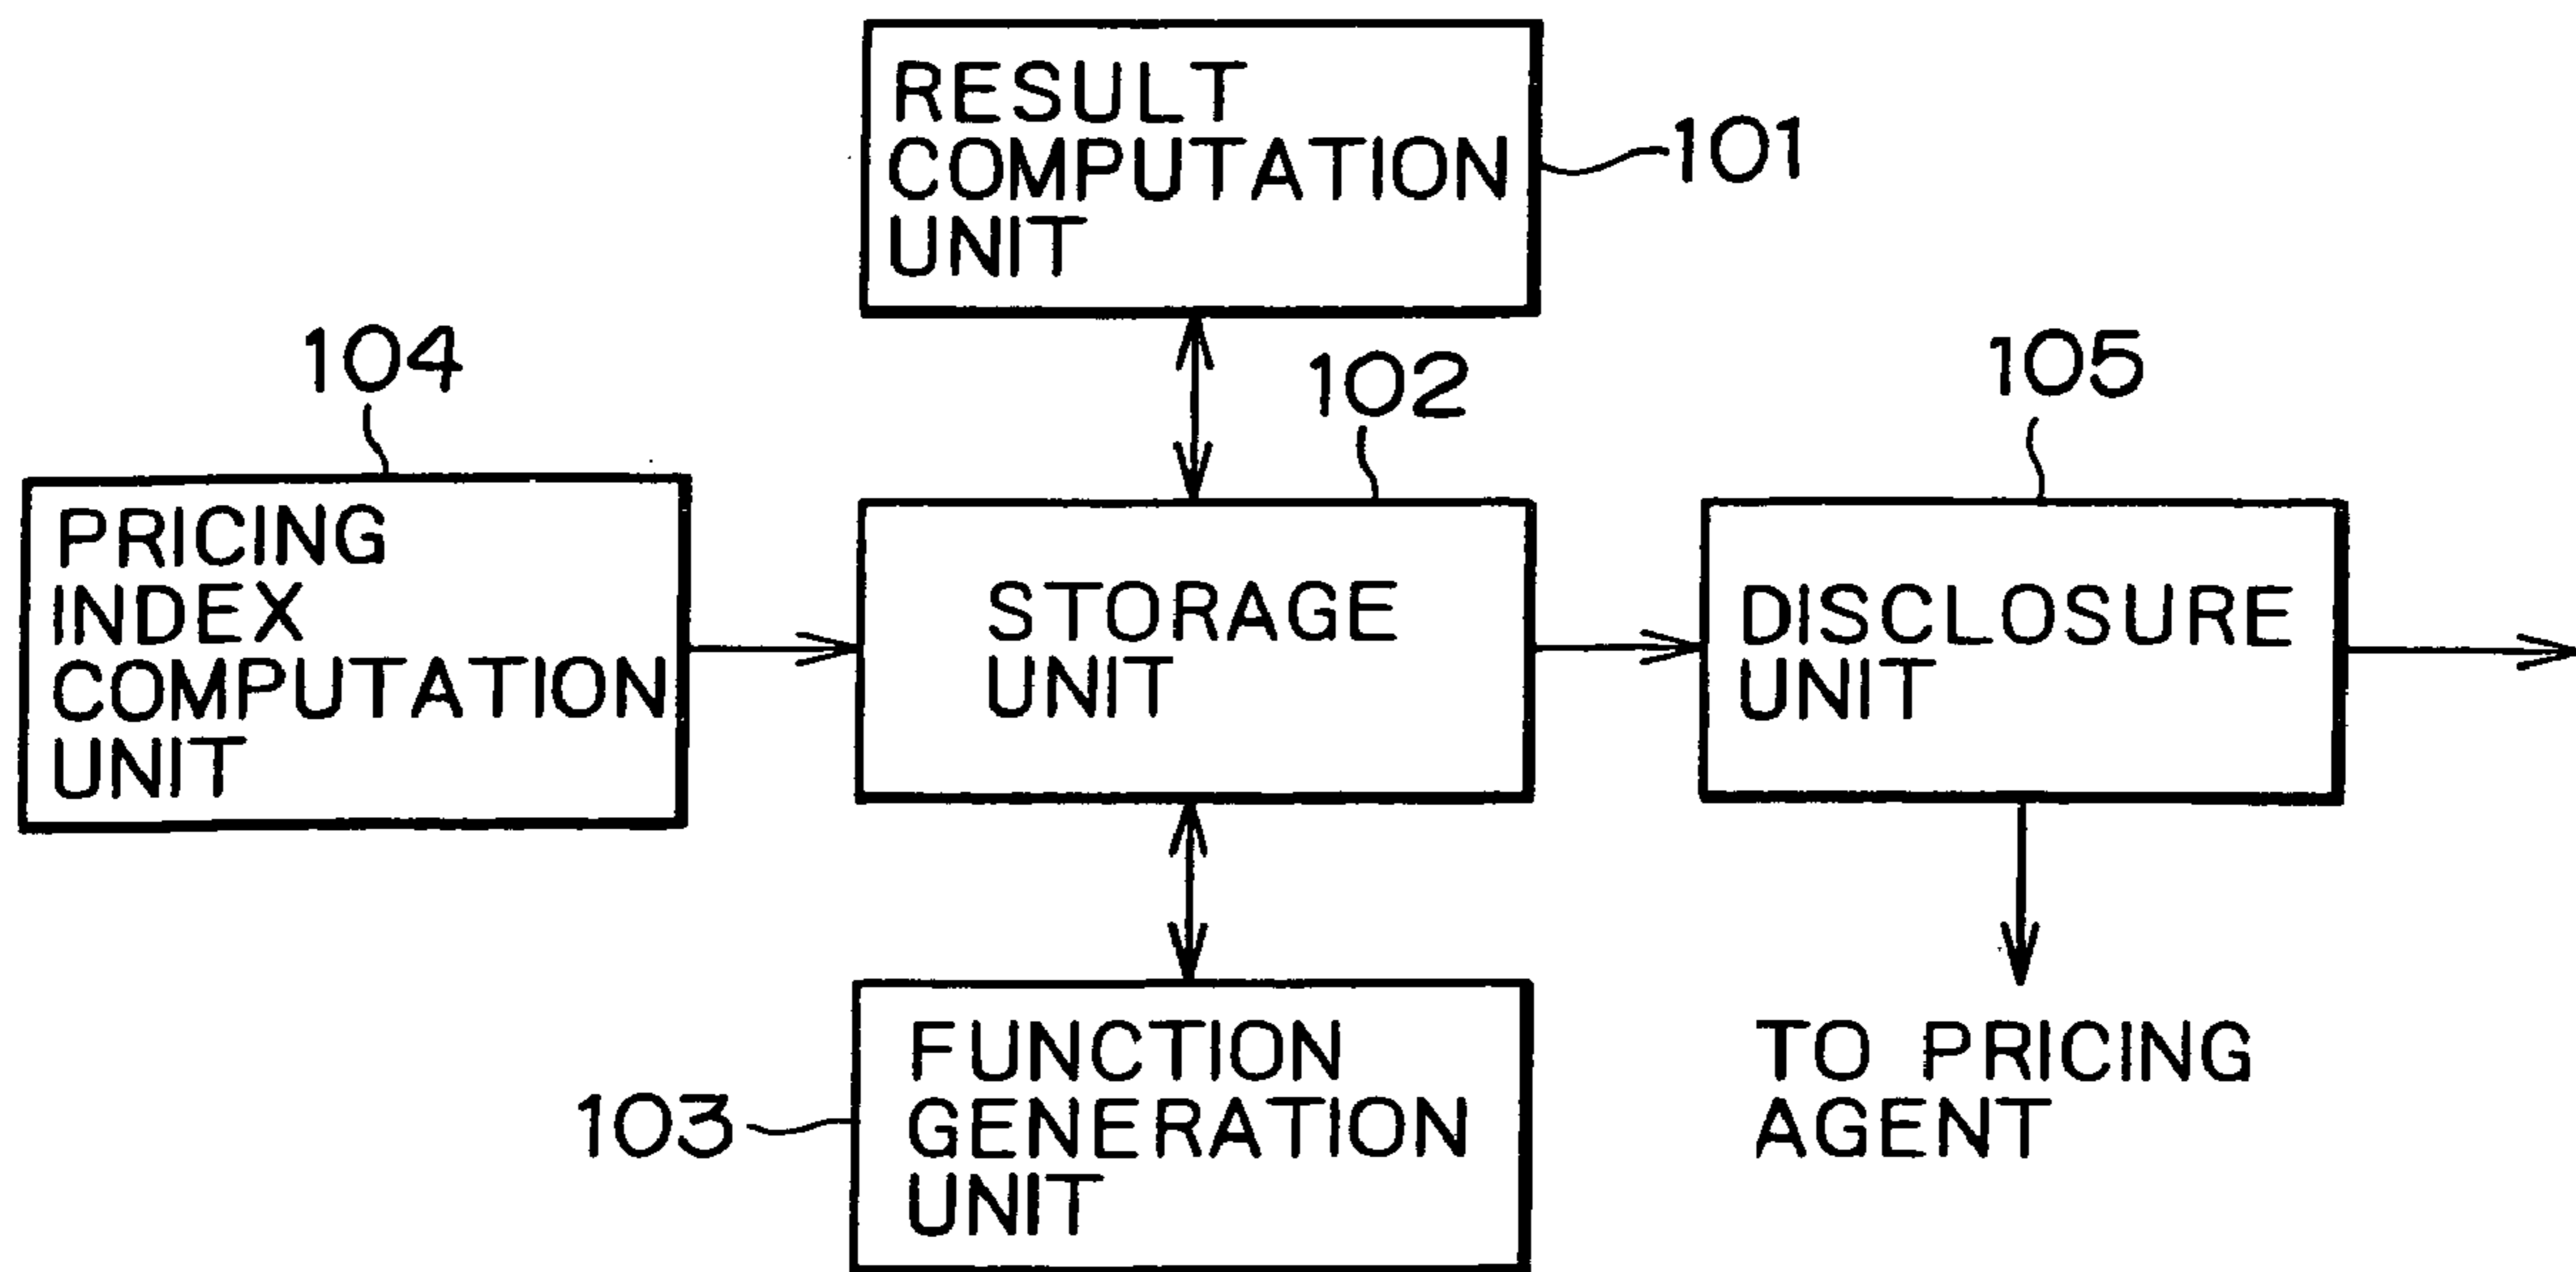 RESULT
COMPUTATION
UNIT
101
104
102
105
PRICING
INDEX
COMPUTATION
UNIT
STORAGE
UNIT
DISCLOSURE
UNIT
103
FUNCTION
GENERATION
UNIT
TO PRICING
AGENT